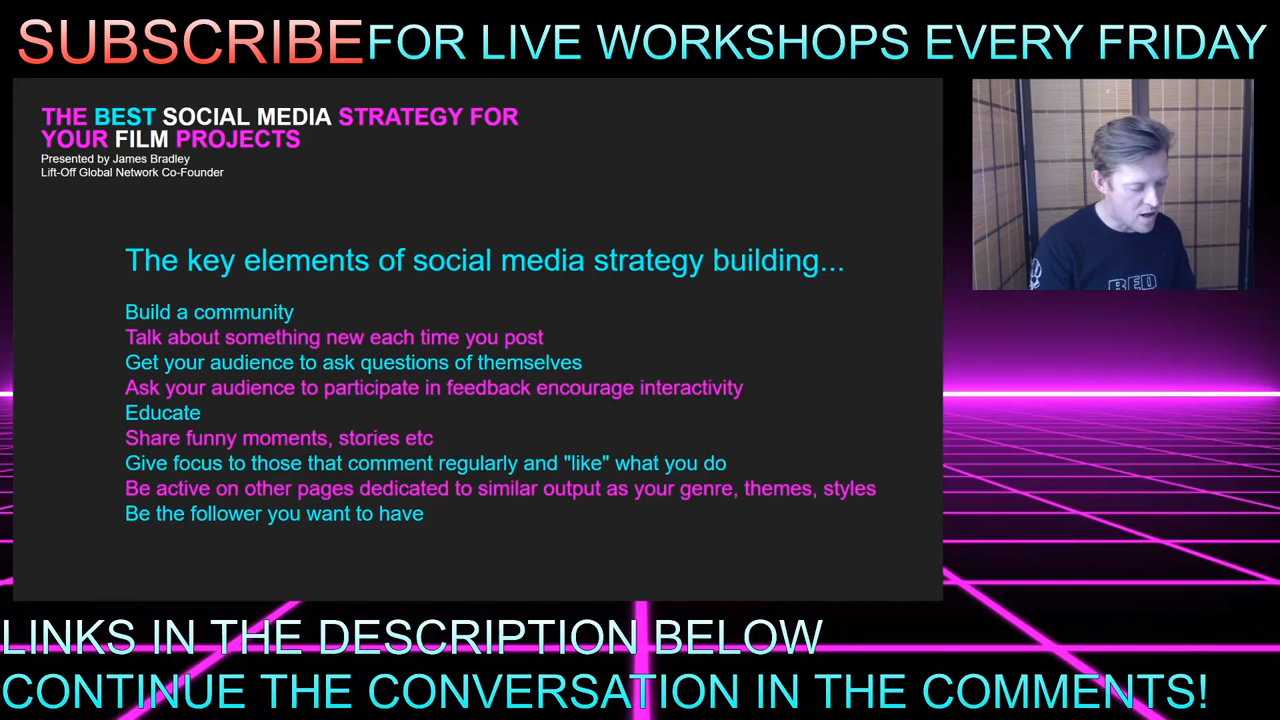 SUBSCRIBE FOR LIVE WORKSHOPS EVERY FRIDAY
THE BEST SOCIAL MEDIA STRATEGY FOR
YOUR FILM PROJECTS
Presented by James Bradley
Lift-Off Global Network Co-Founder
The key elements of social media strategy building...
Build a community
Talk about something new each time you post
Get your audience to ask questions of themselves
Ask your audience to participate in feedback encourage interactivity
Educate
Share funny moments, stories etc
Give focus to those that comment regularly and "like" what you do
Be active on other pages dedicated to similar output as your genre, themes, styles
Be the follower you want to have
LINKS IN THE DESCRIPTION BELOW
CONTINUE THE CONVERSATION IN THE COMMENTS!